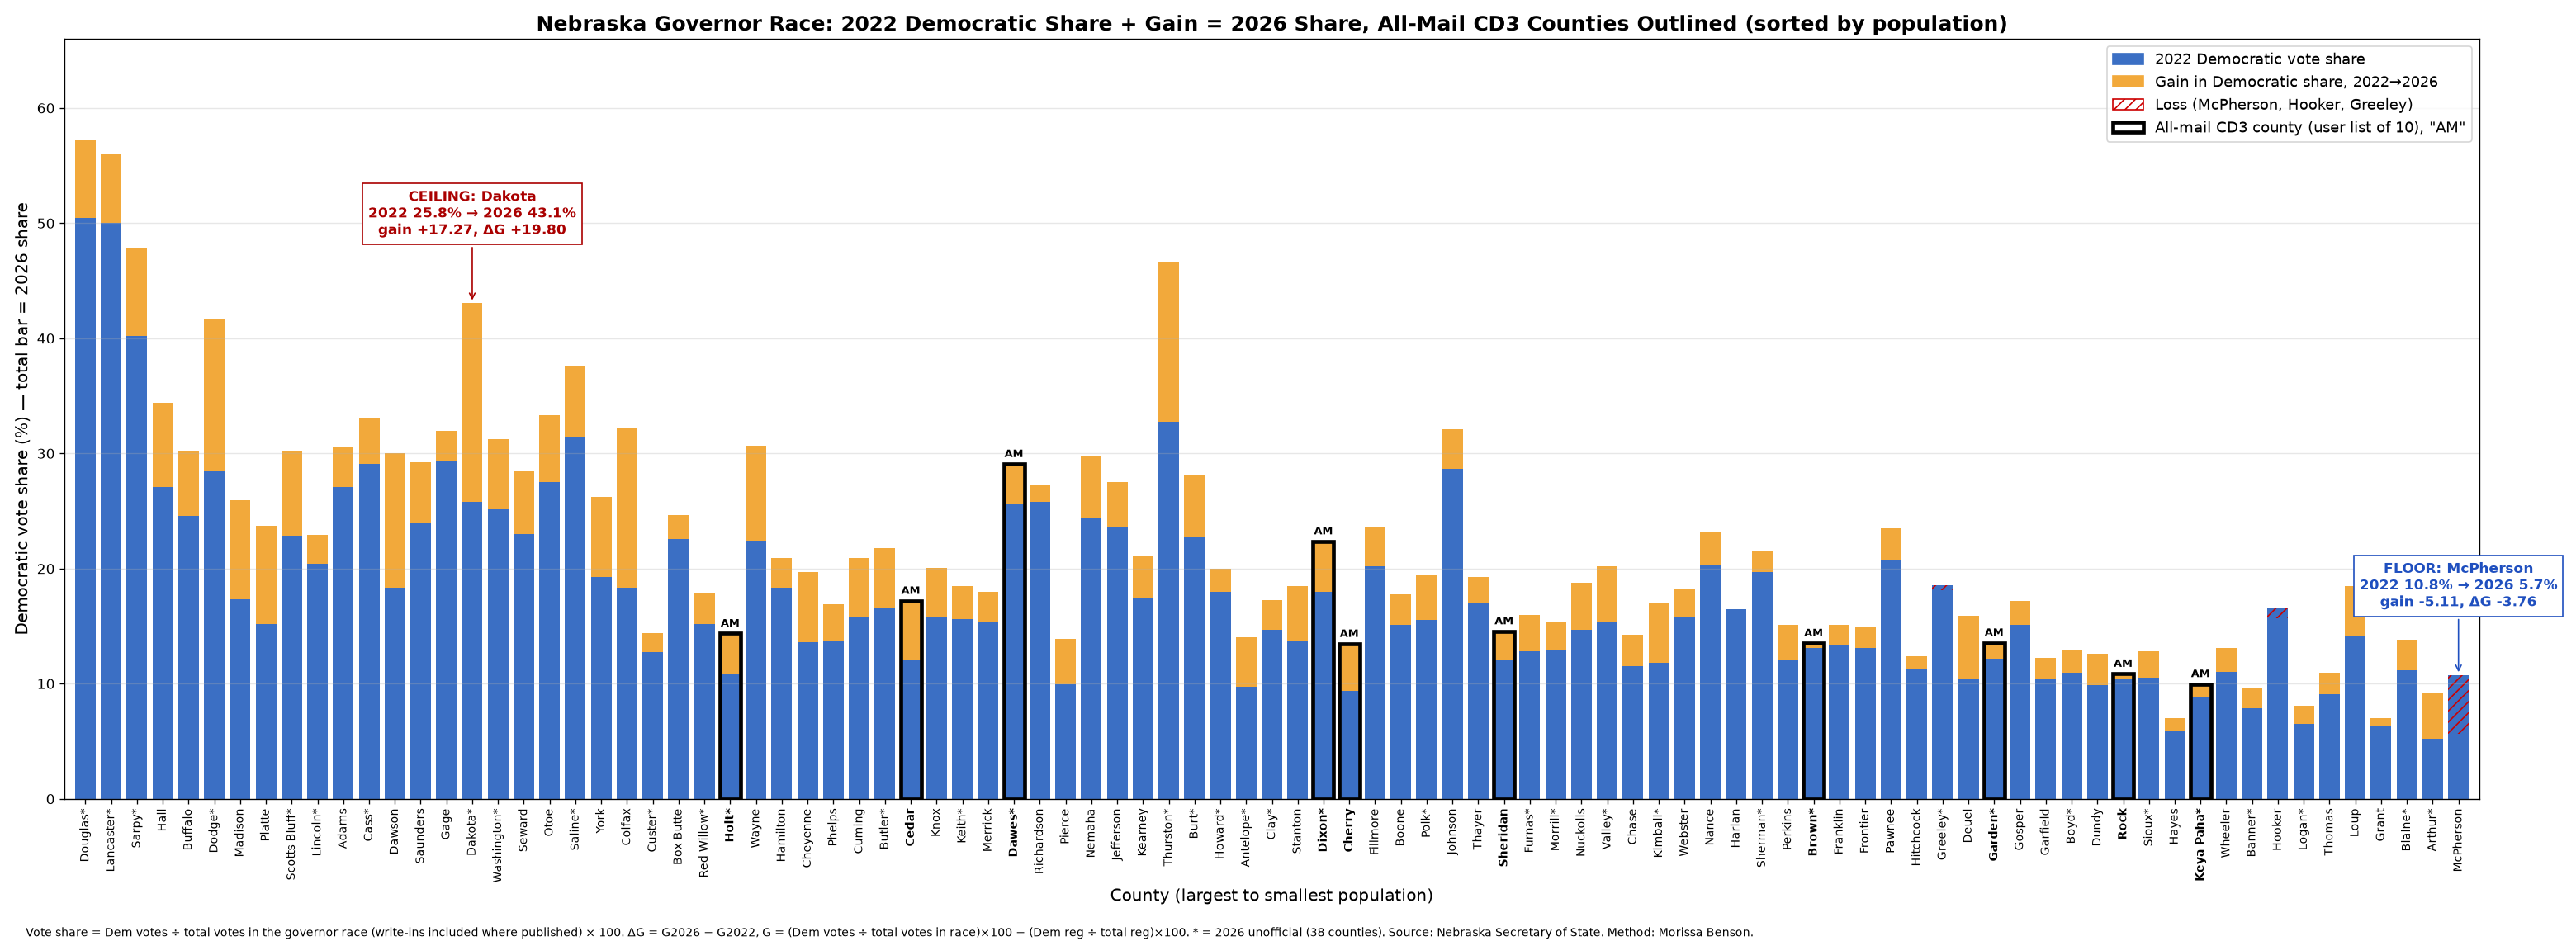 Nebraska Governor Race: 2022 Democratic Share + Gain = 2026 Share, All-Mail CD3 Counties Outlined (sorted by population)
2022 Democratic vote share
Gain in Democratic share, 2022→2026
Loss (McPherson, Hooker, Greeley)
All-mail CD3 county (user list of 10), "AM"
Democratic vote share (%) — total bar = 2026 share
60
50
40
30
20
10
0
CEILING: Dakota
2022 25.8% → 2026 43.1%
gain +17.27, ΔG +19.80
FLOOR: McPherson
2022 10.8% → 2026 5.7%
gain -5.11, ΔG -3.76
AM
AM
AM
AM
AM
AM
AM
AM
AM
AM
Douglas*
Lancaster*
Sarpy*
Hall
Buffalo
Dodge*
Madison
Platte
Scotts Bluff*
Lincoln*
Adams
Cass*
Dawson
Saunders
Gage
Dakota*
Washington*
Seward
Otoe
Saline*
York
Colfax
Custer*
Box Butte
Red Willow*
Holt*
Wayne
Hamilton
Cheyenne
Phelps
Cuming
Butler*
Cedar
Knox
Keith*
Merrick
Dawes*
Richardson
Pierce
Nemaha
Jefferson
Kearney
Thurston*
Burt*
Howard*
Antelope*
Clay*
Stanton
Dixon*
Cherry
Fillmore
Boone
Polk*
Johnson
Thayer
Sheridan
Furnas*
Morrill*
Nuckolls
Valley*
Chase
Kimball*
Webster
Nance
Harlan
Sherman*
Perkins
Brown*
Franklin
Frontier
Pawnee
Hitchcock
Greeley*
Deuel
Garden*
Gosper
Garfield
Boyd*
Dundy
Rock
Sioux*
Hayes
Keya Paha*
Wheeler
Banner*
Hooker
Logan*
Thomas
Loup
Grant
Blaine*
Arthur*
McPherson
County (largest to smallest population)
Vote share = Dem votes ÷ total votes in the governor race (write-ins included where published) × 100. ΔG = G2026 − G2022, G = (Dem votes ÷ total votes in race)×100 − (Dem reg ÷ total reg)×100. * = 2026 unofficial (38 counties). Source: Nebraska Secretary of State. Method: Morissa Benson.